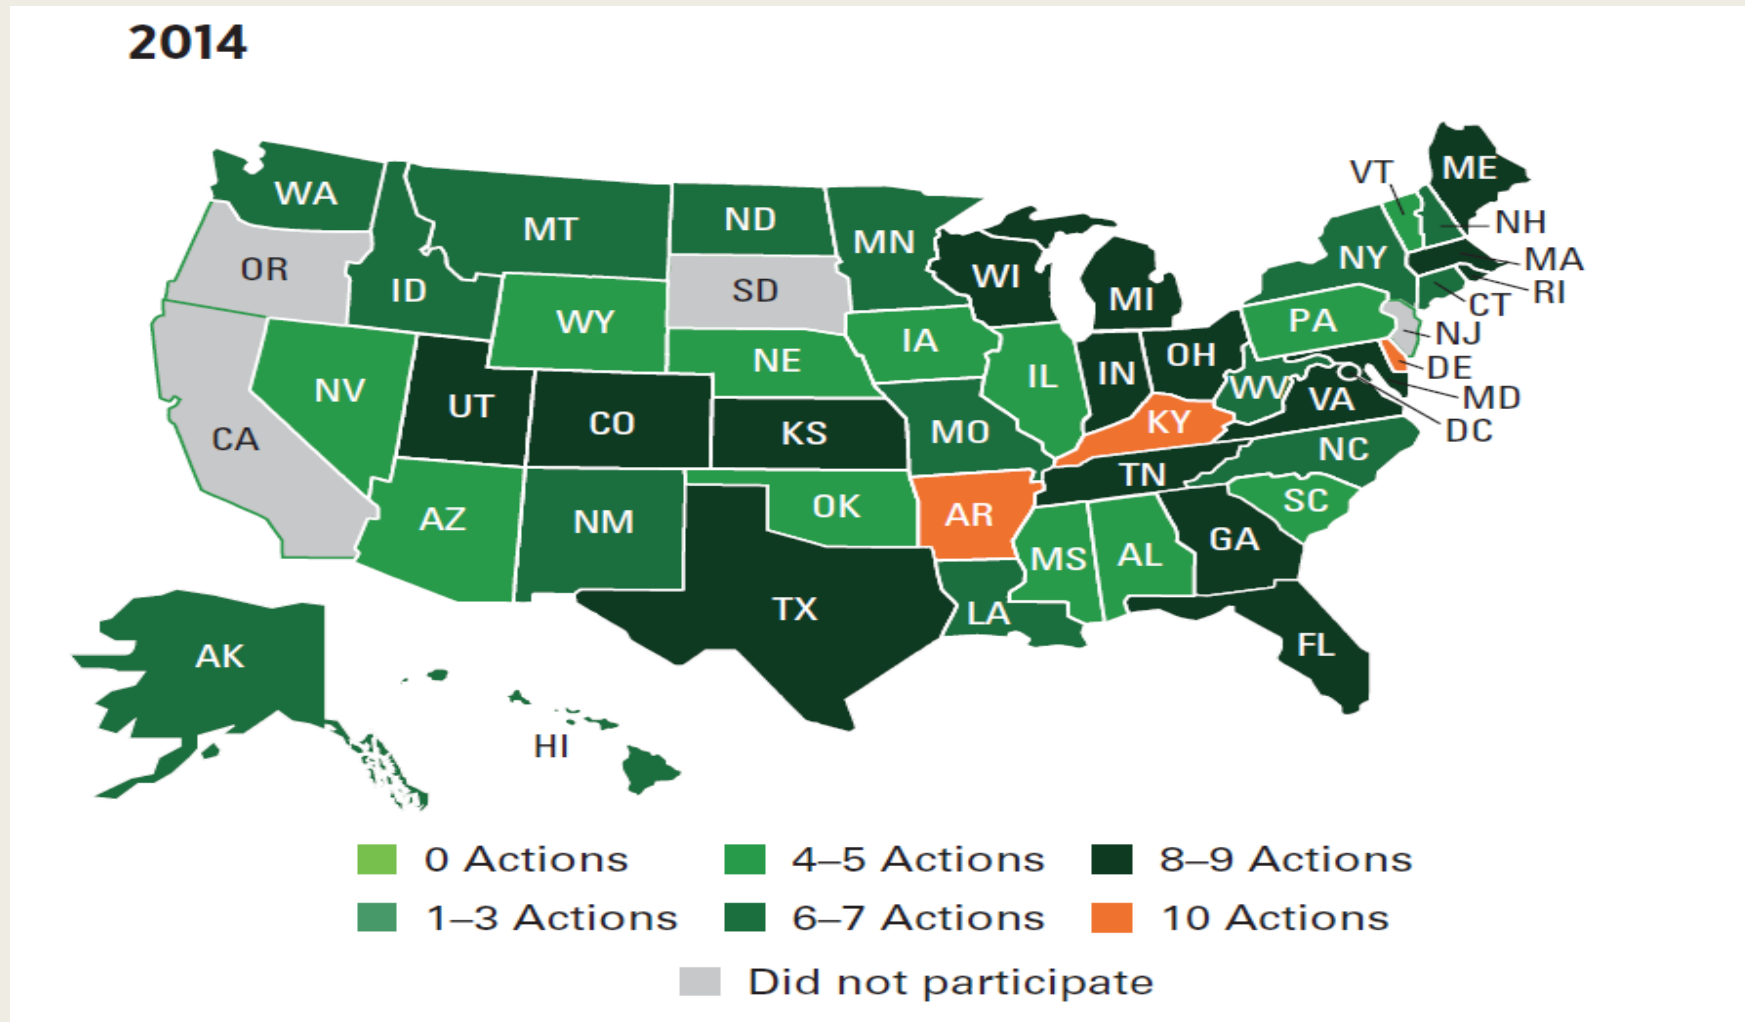 2014
ME
VT
WA
NH
ND
MT
MN
NY
MA
OR
WI
ID
SD
RI
MI
CT
WY
PA
NJ
IA
OH
NE
DE
IL
IN
NV
WV
MD
UT
VA
CO
KY
DC
KS
MO
CA
NC
TN
SC
OK
AR
AZ
NM
GA
MS
AL
TX
LA
FL
AK
HI
0 Actions 4–5 Actions 8–9 Actions
1–3 Actions 6–7 Actions 10 Actions
Did not participate